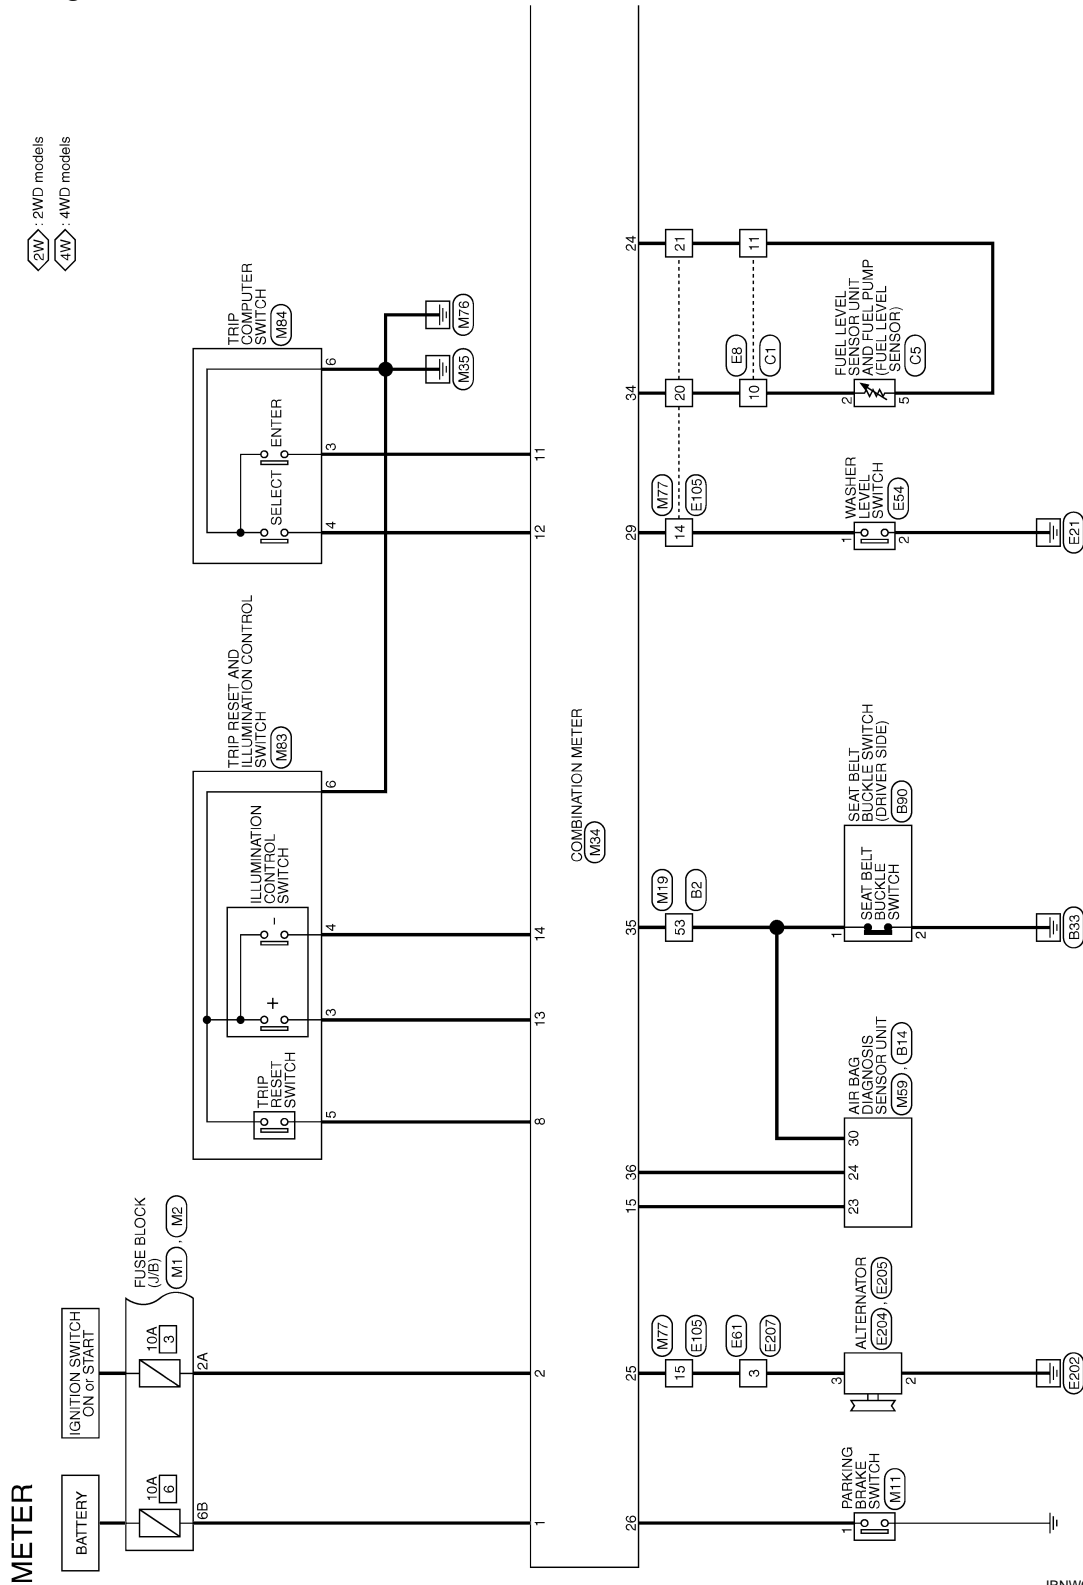 METER
2W : 2WD models
4W : 4WD models
BATTERY
IGNITION SWITCH
ON or START
FUSE BLOCK
(J/B)
M1 , M2
10A
6
10A
3
6B
2A
TRIP RESET AND
ILLUMINATION CONTROL
SWITCH
M83
TRIP
RESET
SWITCH
ILLUMINATION
CONTROL
SWITCH
+
-
5
3
4
6
TRIP
COMPUTER
SWITCH
M84
SELECT
ENTER
4
3
6
M35
M76
1
2
8
13
14
12
11
COMBINATION METER
M34
26
25
15
36
35
29
34
24
M77
E105
15
E61
E207
3
M19
B2
53
M77
E105
14
20
21
E8
C1
10
11
PARKING
BRAKE
SWITCH
M11
1
ALTERNATOR
E204 , E205
3
2
E202
AIR BAG
DIAGNOSIS
SENSOR UNIT
M59 , B14
23
24
30
SEAT BELT
BUCKLE SWITCH
(DRIVER SIDE)
B90
SEAT BELT
BUCKLE
SWITCH
1
2
B33
WASHER
LEVEL
SWITCH
E54
1
2
E21
FUEL LEVEL
SENSOR UNIT
AND FUEL PUMP
(FUEL LEVEL
SENSOR)
C5
2
5